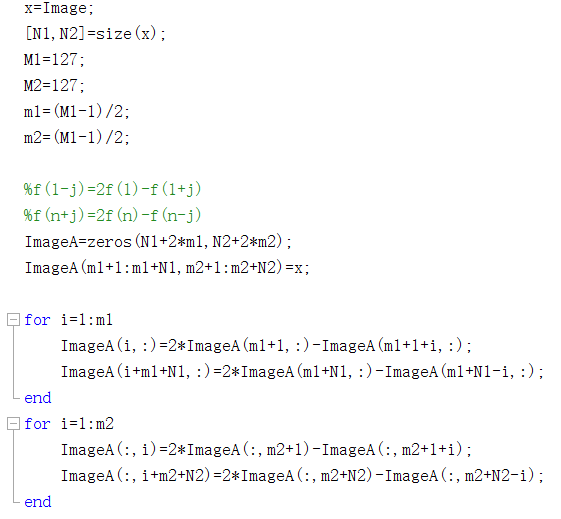 x=Image;
[N1,N2]=size(x);
M1=127;
M2=127;
m1=(M1-1)/2;
m2=(M1-1)/2;
%f(1-j)=2f(1)-f(1+j)
%f(n+j)=2f(n)-f(n-j)
ImageA=zeros(N1+2*m1,N2+2*m2);
ImageA(m1+1:m1+N1,m2+1:m2+N2)=x;
for i=1:m1
ImageA(i,:)=2*ImageA(m1+1,:)-ImageA(m1+1+i,:);
ImageA(i+m1+N1,:)=2*ImageA(m1+N1,:)-ImageA(m1+N1-i,:);
end
for i=1:m2
ImageA(:,i)=2*ImageA(:,m2+1)-ImageA(:,m2+1+i);
ImageA(:,i+m2+N2)=2*ImageA(:,m2+N2)-ImageA(:,m2+N2-i);
end